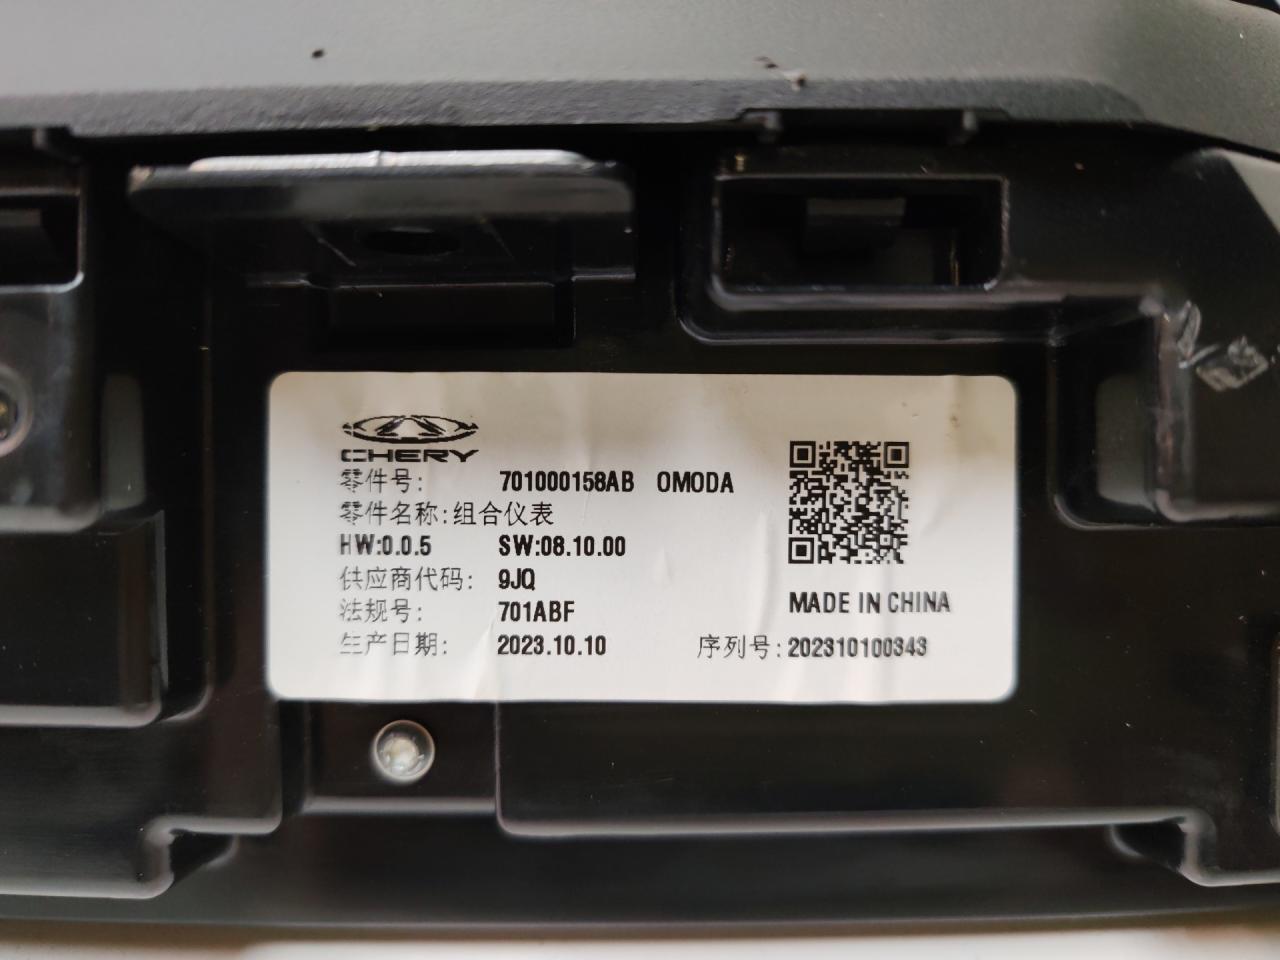 CHERY
零件号: 701000158AB OMODA
零件名称:组合仪表
HW:0.0.5 SW:08.10.00
供应商代码: 9JQ
法规号: 701ABF
MADE IN CHINA
生产日期: 2023.10.10 序列号:202310100343